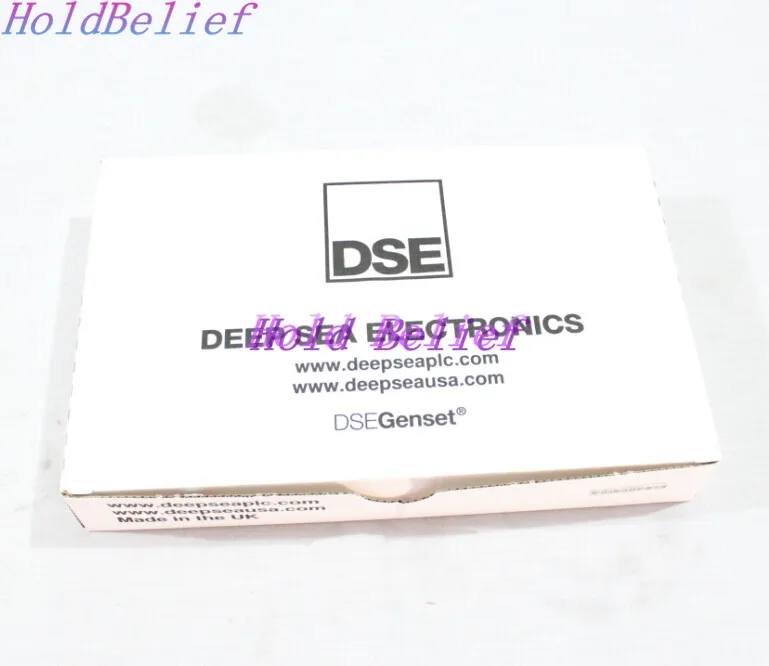 HoldBelief
DSE
DEEP SEA ELECTRONICS
Hold Belief
www.deepseaplc.com
www.deepseausa.com
DSEGenset®
www.deepseaplc.com
www.deepseausa.com
Made in the UK